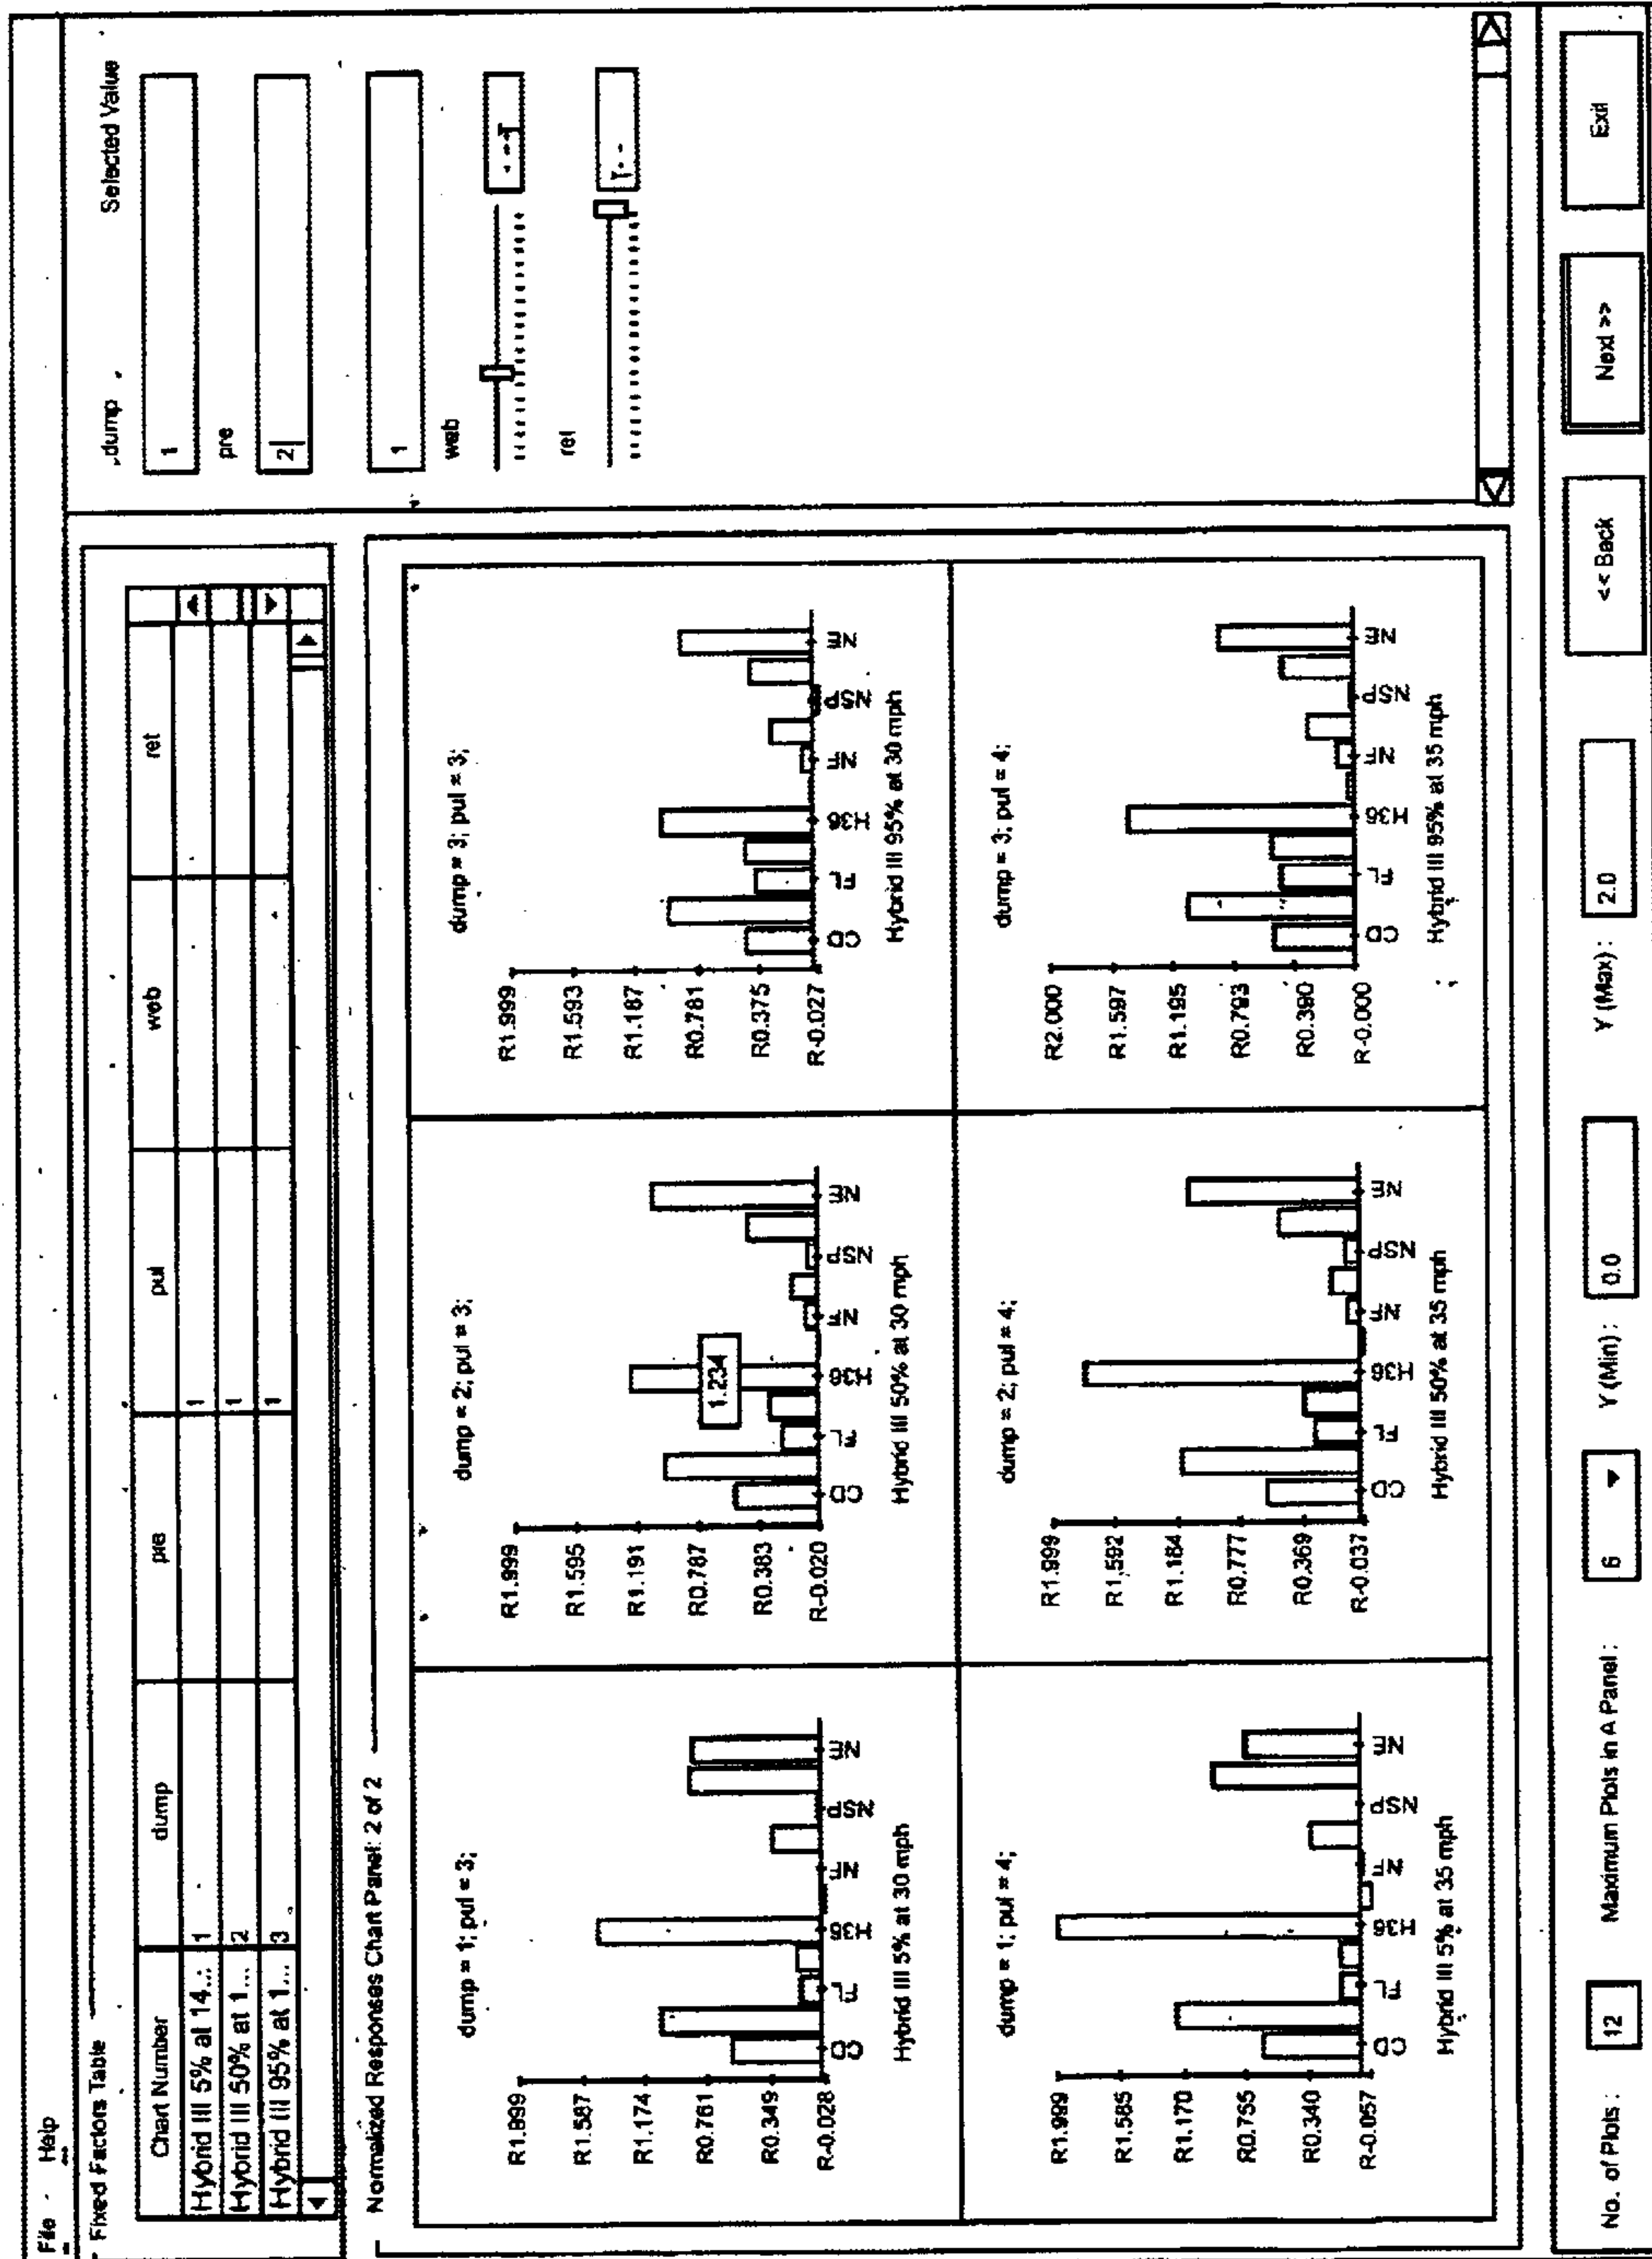 File - Help
Fixed Factors Table
Chart Number dump pre pul web ret
Hybrid III 5% at 14... 1 1
Hybrid III 50% at 1... 2 1
Hybrid III 95% at 1... 3 1
dump Selected Value
1
pre
2
1
web
rel
Normalized Responses Chart Panel: 2 of 2
dump = 1; pul = 3;
R1.999
R1.587
R1.174
R0.761
R0.349
R-0.028
CD FL H36 NF NSP NE
Hybrid III 5% at 30 mph
dump = 2; pul = 3;
R1.999
R1.595
R1.191
R0.787
R0.383
R-0.020
1.234
CD FL H36 NF NSP NE
Hybrid III 50% at 30 mph
dump = 3; pul = 3;
R1.999
R1.593
R1.187
R0.781
R0.375
R-0.027
CD FL H36 NF NSP NE
Hybrid III 95% at 30 mph
dump = 1; pul = 4;
R1.999
R1.585
R1.170
R0.755
R0.340
R-0.057
CD FL H36 NF NSP NE
Hybrid III 5% at 35 mph
dump = 2; pul = 4;
R1.999
R1.592
R1.184
R0.777
R0.369
R-0.037
CD FL H36 NF NSP NE
Hybrid III 50% at 35 mph
dump = 3; pul = 4;
R2.000
R1.597
R1.195
R0.793
R0.390
R-0.000
CD FL H36 NF NSP NE
Hybrid III 95% at 35 mph
No. of Plots : 12 Maximum Plots in A Panel : 6 Y (Min) : 0.0 Y (Max) : 2.0 << Back Next >> Exit